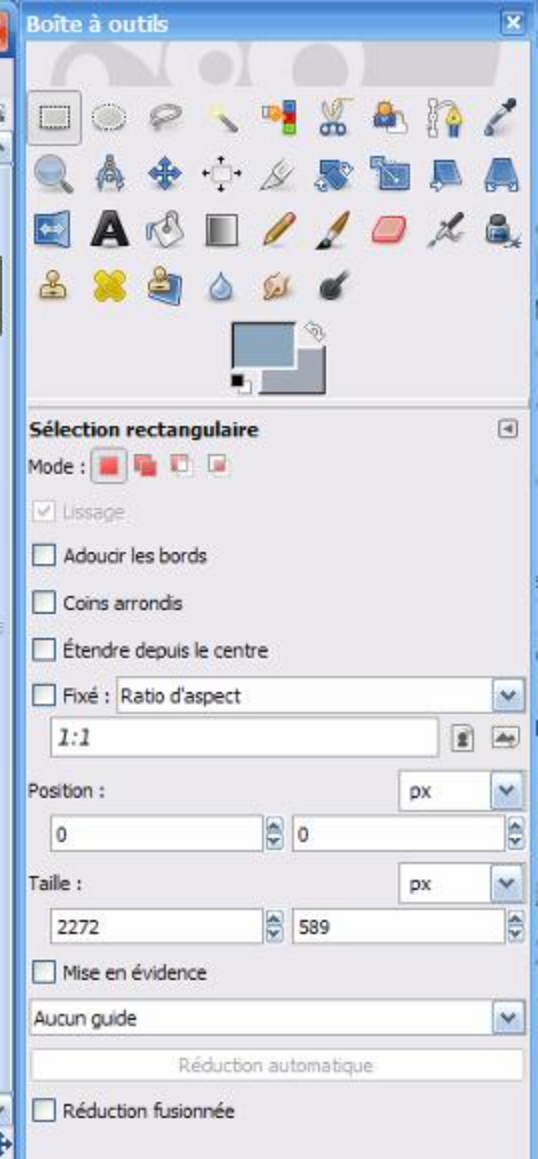 Boîte à outils
Sélection rectangulaire
Mode :
Lissage
Adoucir les bords
Coins arrondis
Étendre depuis le centre
Fixé : Ratio d'aspect
1:1
Position : px
0 0
Taille : px
2272 589
Mise en évidence
Aucun guide
Réduction automatique
Réduction fusionnée